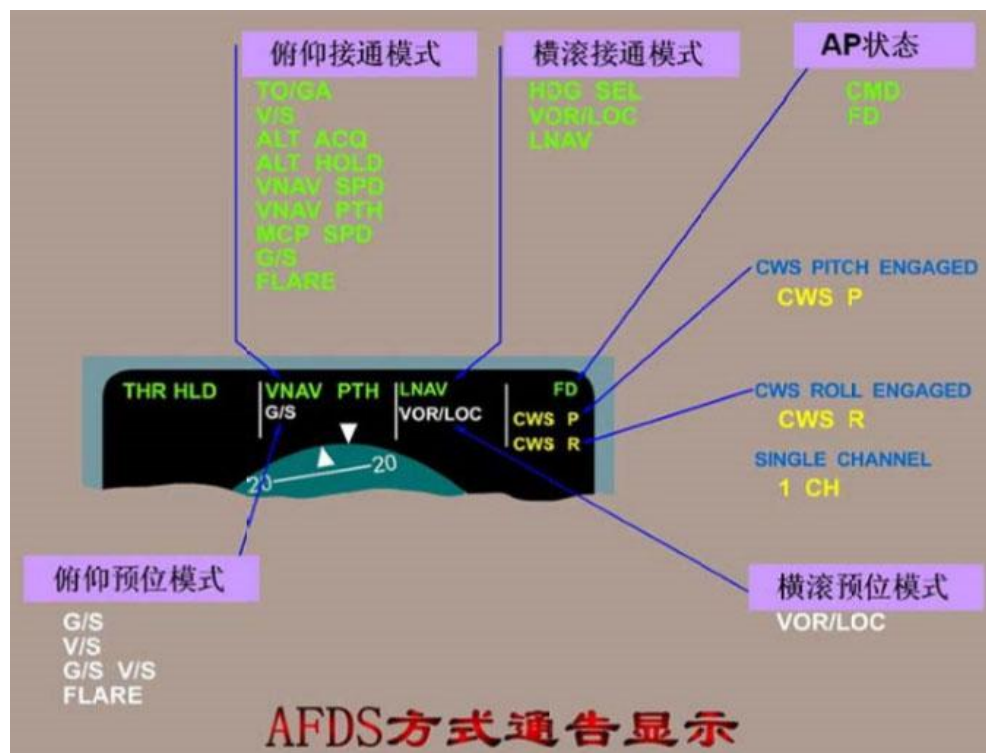 俯仰接通模式
TO/GA
V/S
ALT ACQ
ALT HOLD
VNAV SPD
VNAV PTH
MCP SPD
G/S
FLARE
横滚接通模式
HDG SEL
VOR/LOC
LNAV
AP状态
CMD
FD
CWS PITCH ENGAGED
CWS P
CWS ROLL ENGAGED
CWS R
SINGLE CHANNEL
1 CH
THR HLD
VNAV PTH
G/S
LNAV
VOR/LOC
FD
CWS P
CWS R
20
20
俯仰预位模式
G/S
V/S
G/S V/S
FLARE
横滚预位模式
VOR/LOC
AFDS方式通告显示